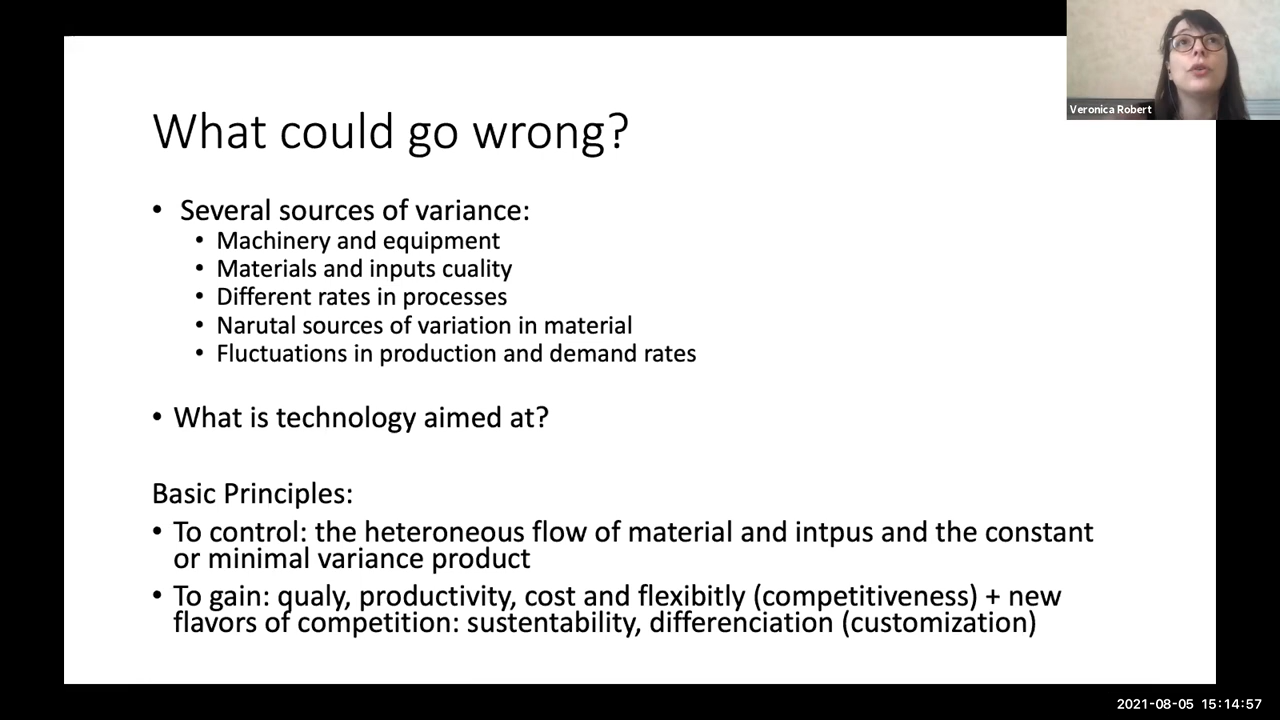 What could go wrong?
Veronica Robert
• Several sources of variance:
• Machinery and equipment
• Materials and inputs cuality
• Different rates in processes
• Narutal sources of variation in material
• Fluctuations in production and demand rates
• What is technology aimed at?
Basic Principles:
• To control: the heteroneous flow of material and intpus and the constant
or minimal variance product
• To gain: qualy, productivity, cost and flexibitly (competitiveness) + new
flavors of competition: sustentability, differenciation (customization)
2021-08-05 15:14:57